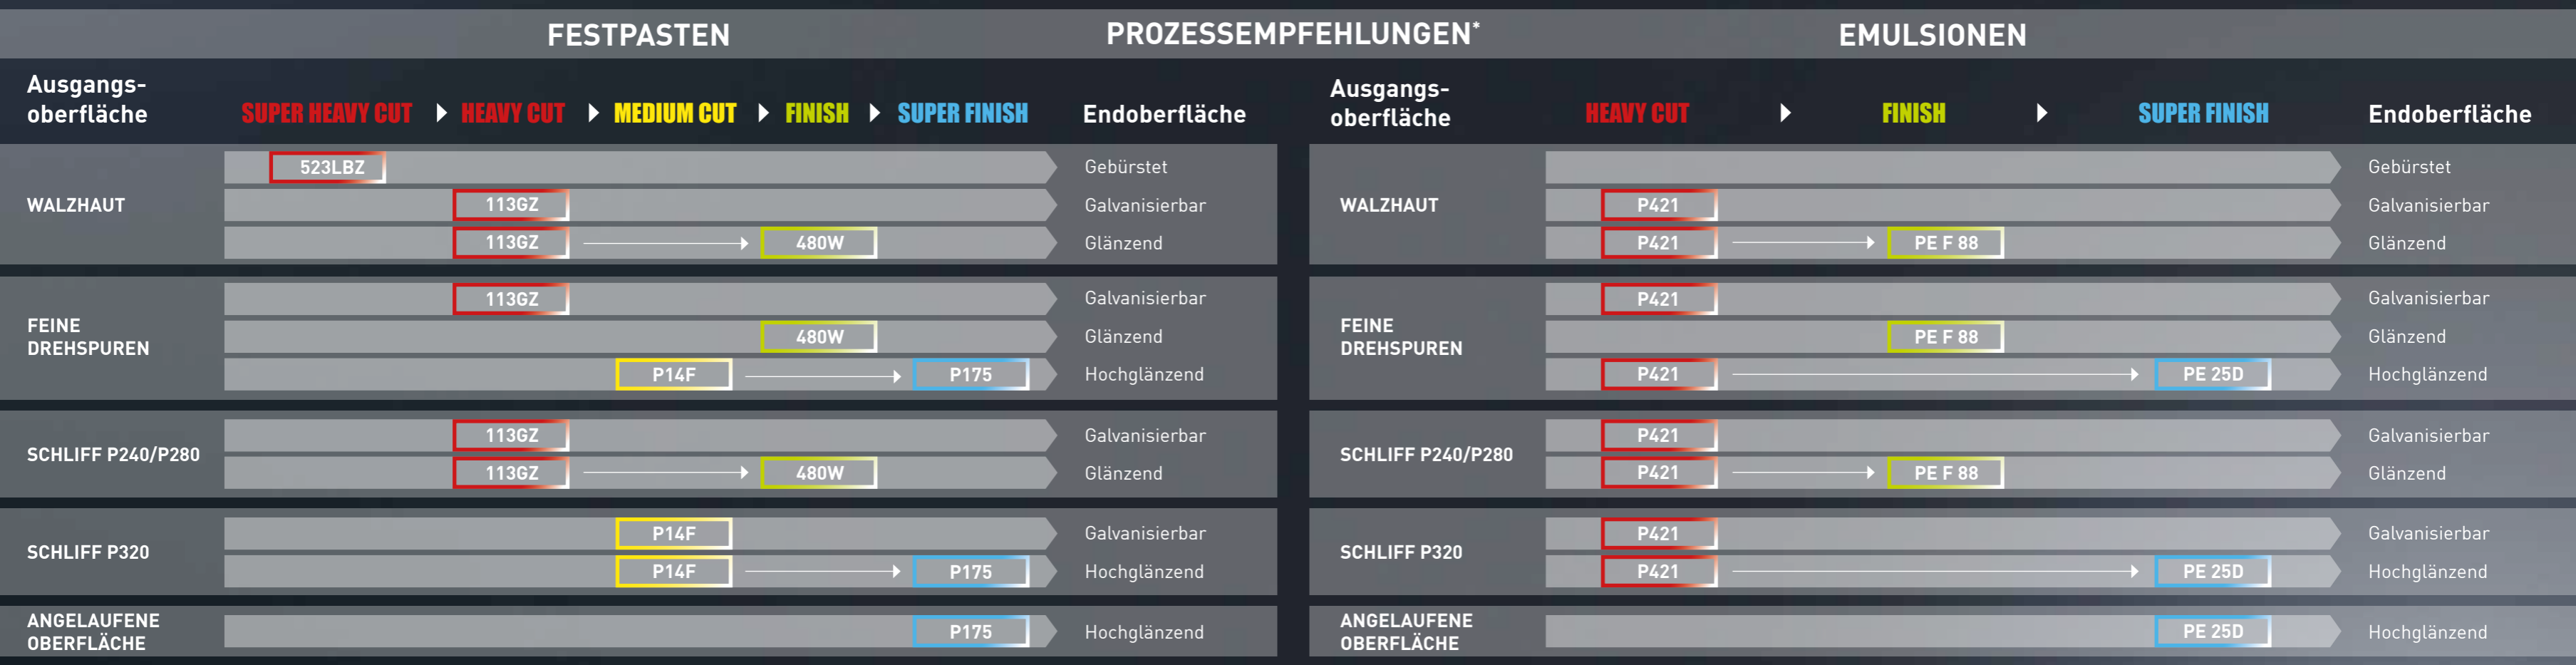 FESTPASTEN PROZESSEMPFEHLUNGEN* EMULSIONEN
Ausgangs-
oberfläche
SUPER HEAVY CUT HEAVY CUT MEDIUM CUT FINISH SUPER FINISH Endoberfläche
WALZHAUT
523LBZ Gebürstet
113GZ Galvanisierbar
113GZ 480W Glänzend
FEINE
DREHSPUREN
113GZ Galvanisierbar
480W Glänzend
P14F P175 Hochglänzend
SCHLIFF P240/P280
113GZ Galvanisierbar
113GZ 480W Glänzend
SCHLIFF P320
P14F Galvanisierbar
P14F P175 Hochglänzend
ANGELAUFENE
OBERFLÄCHE
P175 Hochglänzend
Ausgangs-
oberfläche
HEAVY CUT FINISH SUPER FINISH Endoberfläche
WALZHAUT
Gebürstet
P421 Galvanisierbar
P421 PE F 88 Glänzend
FEINE
DREHSPUREN
P421 Galvanisierbar
PE F 88 Glänzend
P421 PE 25D Hochglänzend
SCHLIFF P240/P280
P421 Galvanisierbar
P421 PE F 88 Glänzend
SCHLIFF P320
P421 Galvanisierbar
P421 PE 25D Hochglänzend
ANGELAUFENE
OBERFLÄCHE
PE 25D Hochglänzend